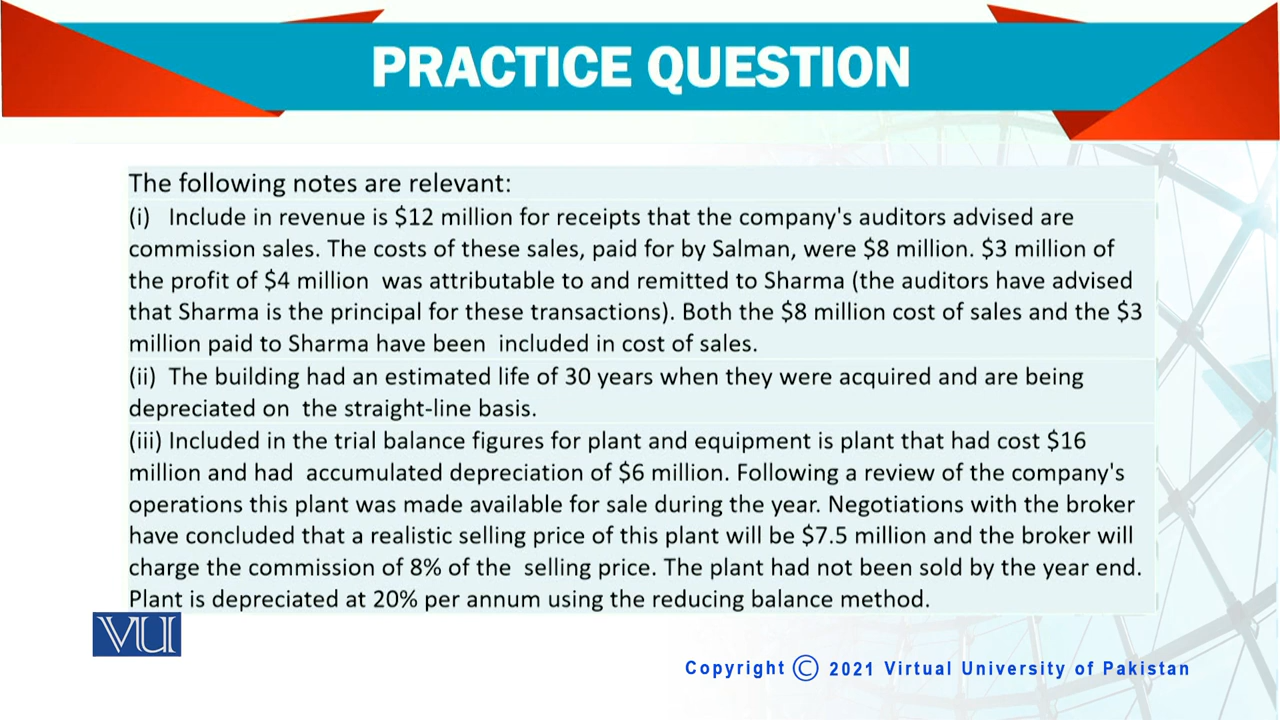 PRACTICE QUESTION
The following notes are relevant:
(i) Include in revenue is $12 million for receipts that the company's auditors advised are
commission sales. The costs of these sales, paid for by Salman, were $8 million. $3 million of
the profit of $4 million was attributable to and remitted to Sharma (the auditors have advised
that Sharma is the principal for these transactions). Both the $8 million cost of sales and the $3
million paid to Sharma have been included in cost of sales.
(ii) The building had an estimated life of 30 years when they were acquired and are being
depreciated on the straight-line basis.
(iii) Included in the trial balance figures for plant and equipment is plant that had cost $16
million and had accumulated depreciation of $6 million. Following a review of the company's
operations this plant was made available for sale during the year. Negotiations with the broker
have concluded that a realistic selling price of this plant will be $7.5 million and the broker will
charge the commission of 8% of the selling price. The plant had not been sold by the year end.
Plant is depreciated at 20% per annum using the reducing balance method.
VU
Copyright © 2021 Virtual University of Pakistan